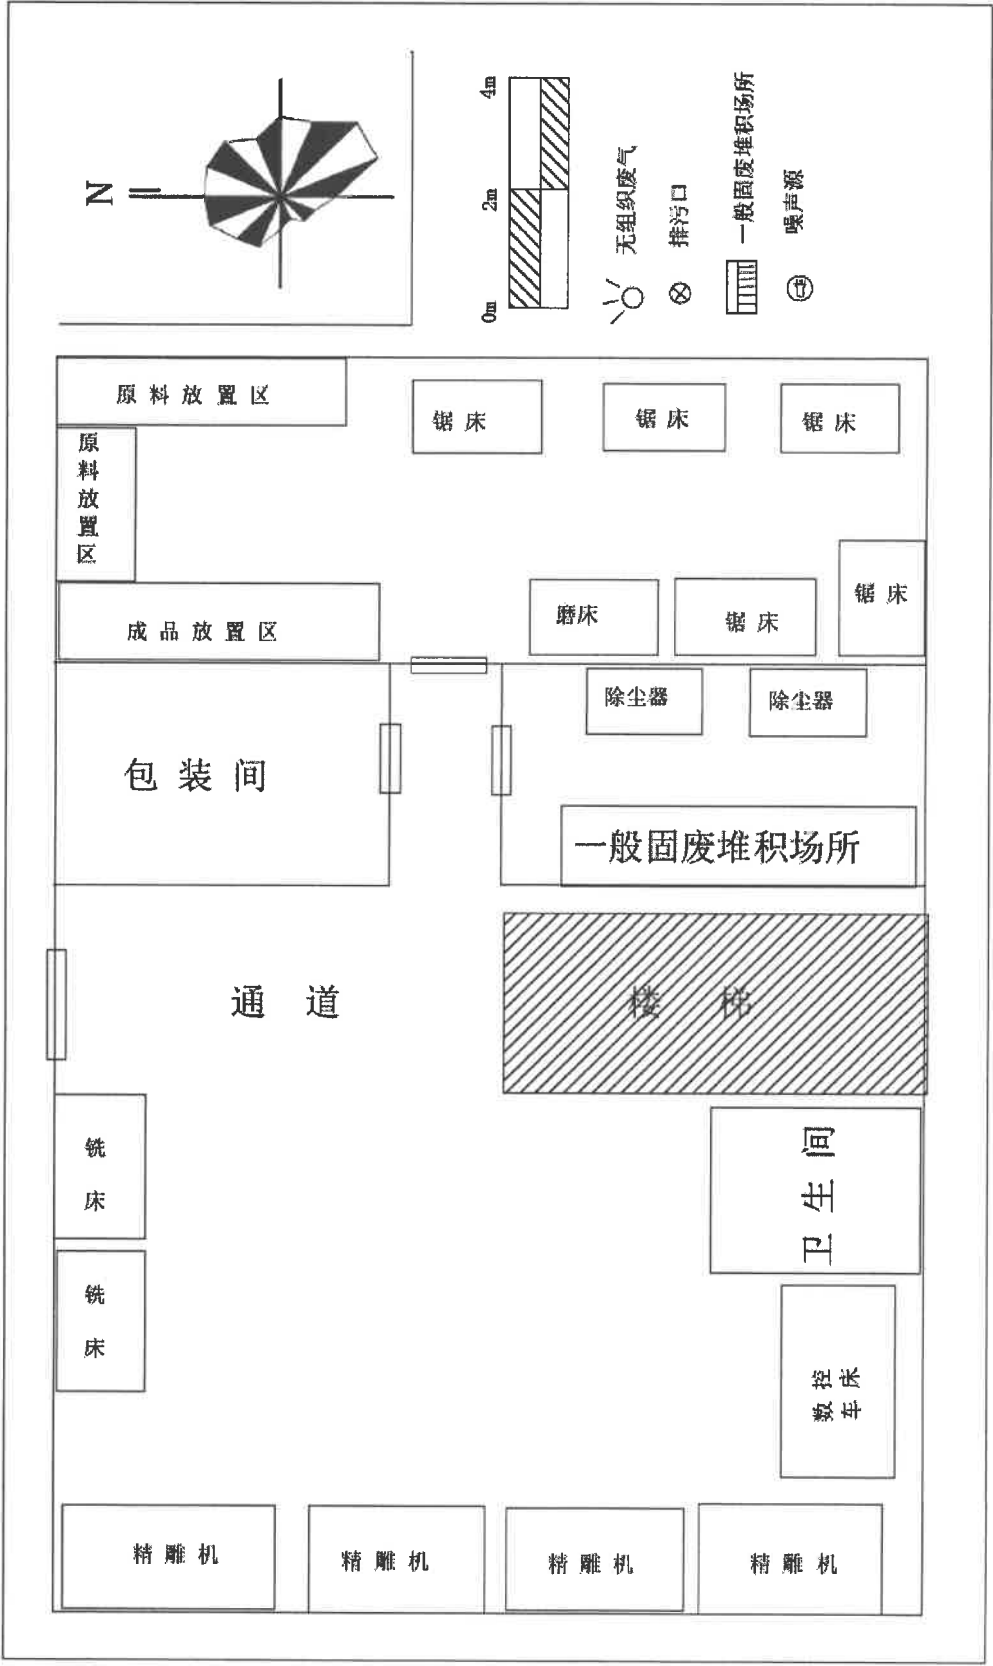 N
0m 2m 4m
无组织废气
排污口
一般固废堆积场所
噪声源
原料放置区
锯床
锯床
锯床
原料放置区
锯床
成品放置区
磨床
锯床
除尘器
除尘器
包装间
一般固废堆积场所
通道
楼梯
铣床
卫生间
铣床
数控
车床
精雕机
精雕机
精雕机
精雕机